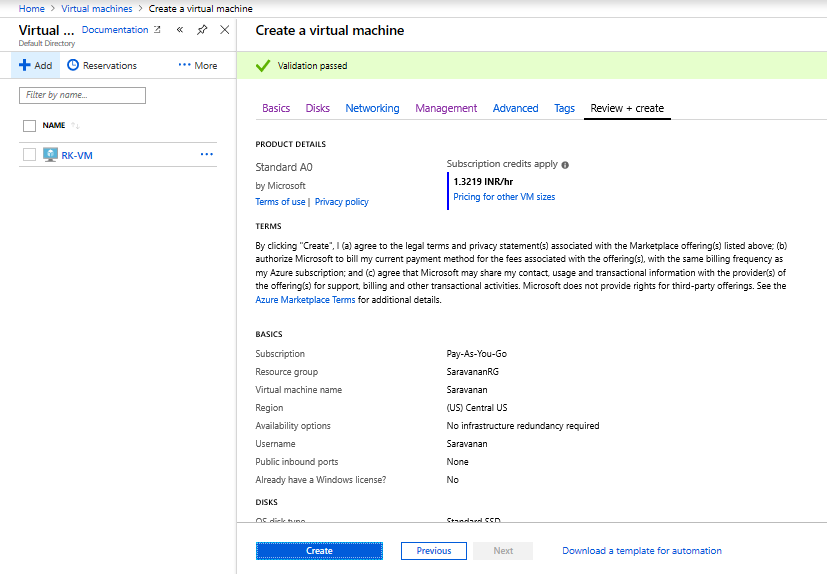 Home > Virtual machines > Create a virtual machine
Virtual ... Documentation
Default Directory
Add Reservations ··· More
Filter by name...
NAME
RK-VM ···
Create a virtual machine
Validation passed
Basics Disks Networking Management Advanced Tags Review + create
PRODUCT DETAILS
Standard A0
by Microsoft
Terms of use | Privacy policy
Subscription credits apply
1.3219 INR/hr
Pricing for other VM sizes
TERMS
By clicking "Create", I (a) agree to the legal terms and privacy statement(s) associated with the Marketplace offering(s) listed above; (b)
authorize Microsoft to bill my current payment method for the fees associated with the offering(s), with the same billing frequency as
my Azure subscription; and (c) agree that Microsoft may share my contact, usage and transactional information with the provider(s) of
the offering(s) for support, billing and other transactional activities. Microsoft does not provide rights for third-party offerings. See the
Azure Marketplace Terms for additional details.
BASICS
Subscription Pay-As-You-Go
Resource group SaravananRG
Virtual machine name Saravanan
Region (US) Central US
Availability options No infrastructure redundancy required
Username Saravanan
Public inbound ports None
Already have a Windows license? No
DISKS
OS disk type Standard SSD
Create Previous Next Download a template for automation